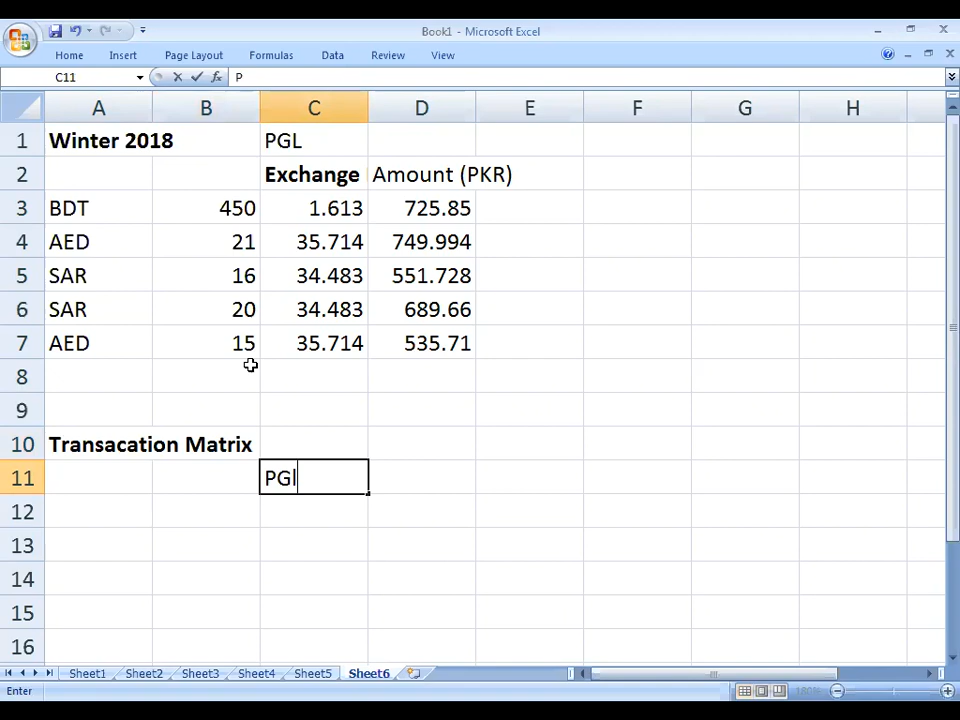 Book1 - Microsoft Excel
Home Insert Page Layout Formulas Data Review View
C11 fx P
A B C D E F G H
1 Winter 2018 PGL
2 Exchange Amount (PKR)
3 BDT 450 1.613 725.85
4 AED 21 35.714 749.994
5 SAR 16 34.483 551.728
6 SAR 20 34.483 689.66
7 AED 15 35.714 535.71
8
9
10 Transacation Matrix
11 PGl
12
13
14
15
16
Sheet1 Sheet2 Sheet3 Sheet4 Sheet5 Sheet6
Enter 180%